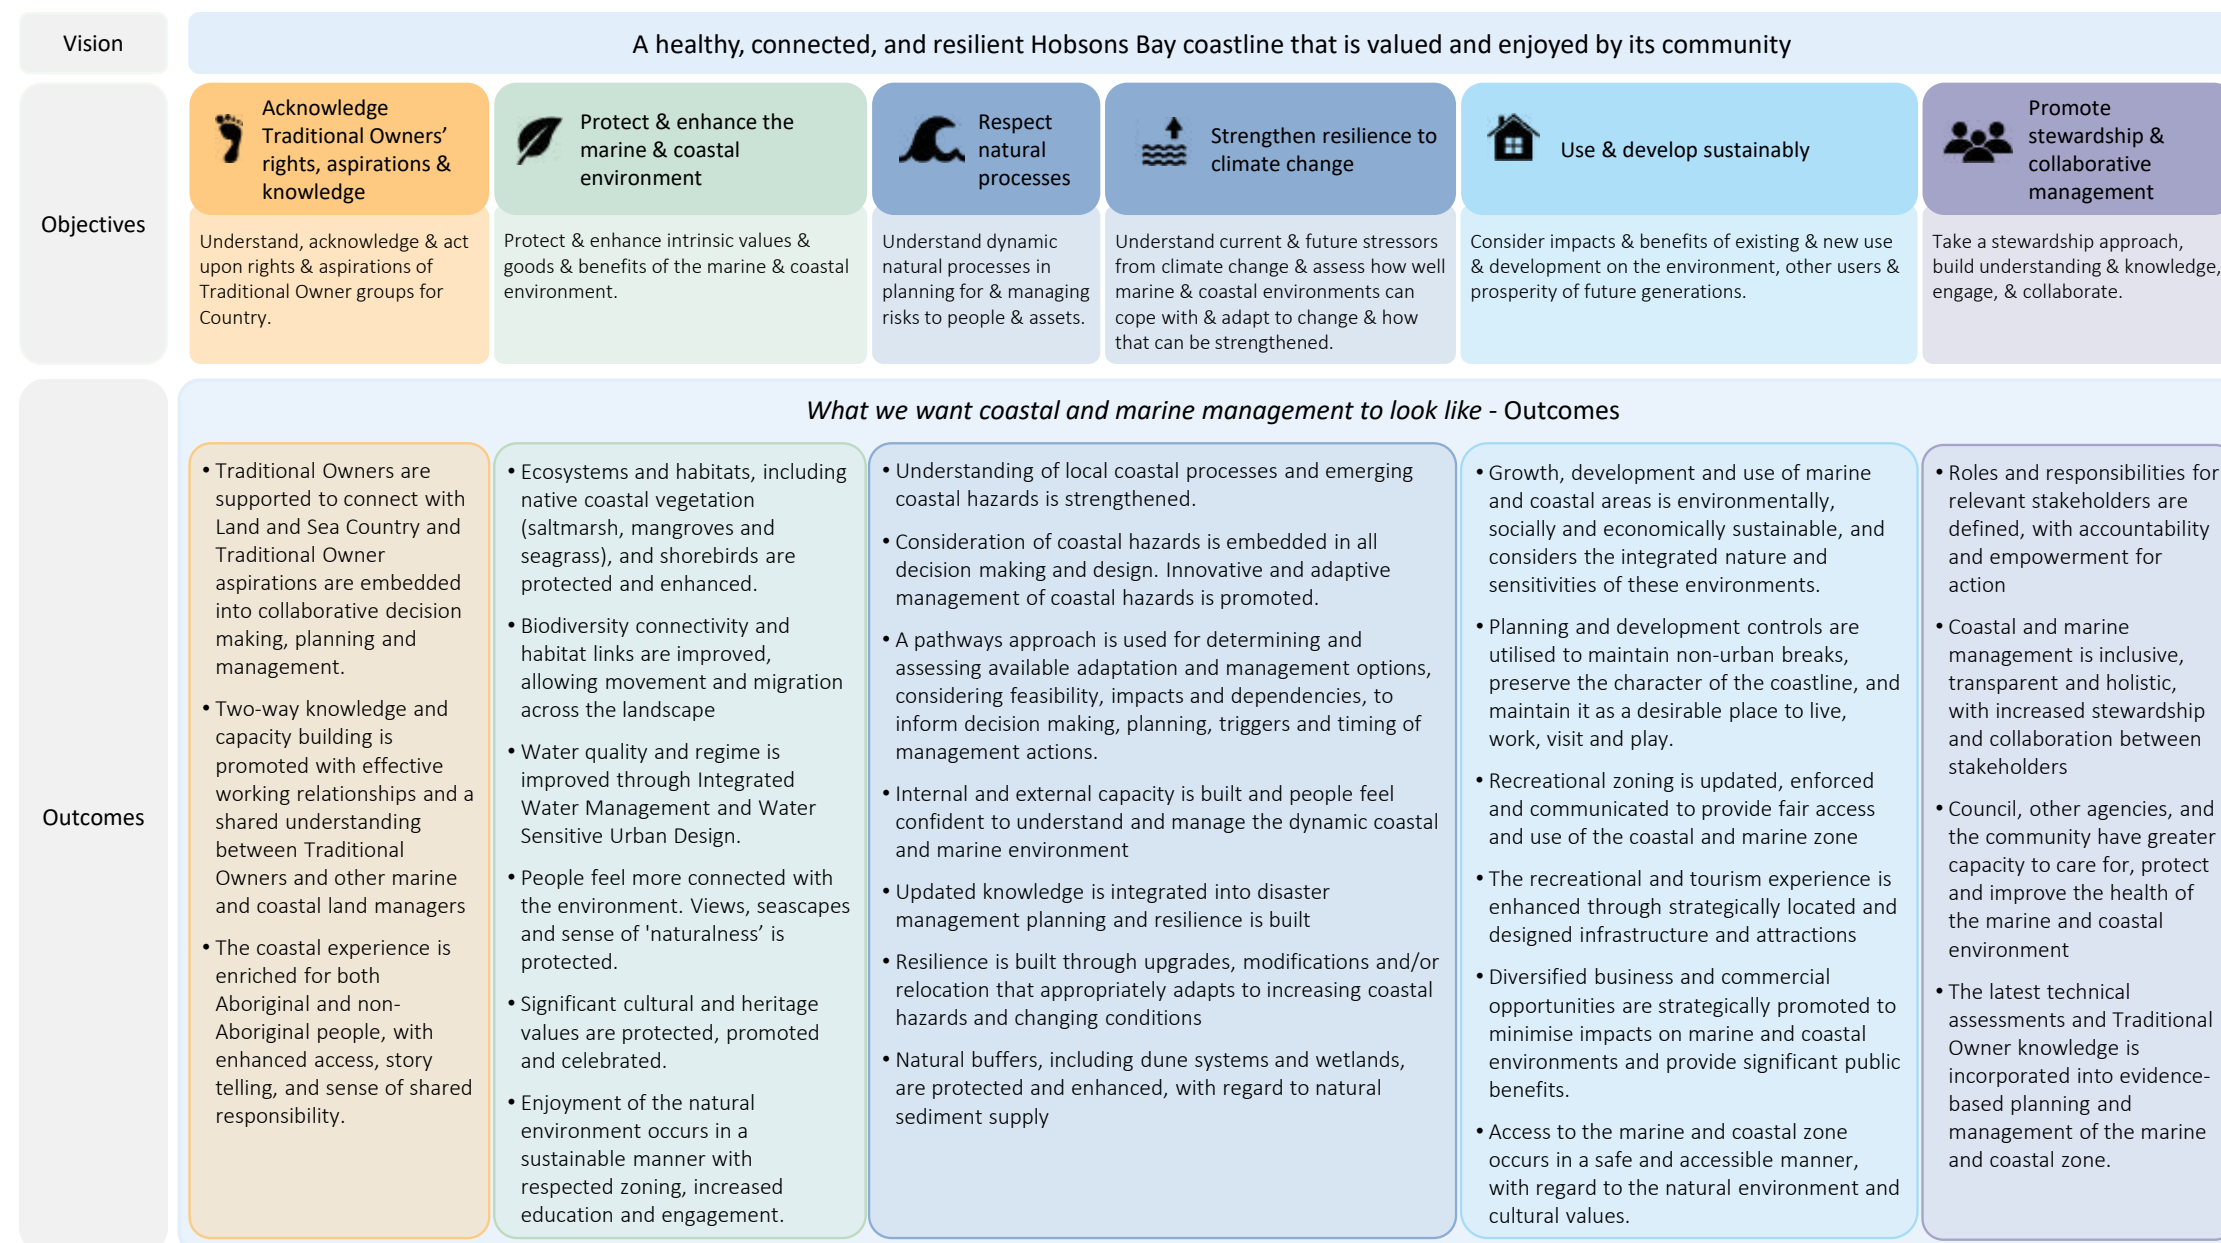 Vision
A healthy, connected, and resilient Hobsons Bay coastline that is valued and enjoyed by its community
Objectives
Acknowledge
Traditional Owners’
rights, aspirations &
knowledge
Understand, acknowledge & act
upon rights & aspirations of
Traditional Owner groups for
Country.
Protect & enhance the
marine & coastal
environment
Protect & enhance intrinsic values &
goods & benefits of the marine & coastal
environment.
Respect
natural
processes
Understand dynamic
natural processes in
planning for & managing
risks to people & assets.
Strengthen resilience to
climate change
Understand current & future stressors
from climate change & assess how well
marine & coastal environments can
cope with & adapt to change & how
that can be strengthened.
Use & develop sustainably
Consider impacts & benefits of existing & new use
& development on the environment, other users &
prosperity of future generations.
Promote
stewardship &
collaborative
management
Take a stewardship approach,
build understanding & knowledge,
engage, & collaborate.
Outcomes
What we want coastal and marine management to look like - Outcomes
• Traditional Owners are
supported to connect with
Land and Sea Country and
Traditional Owner
aspirations are embedded
into collaborative decision
making, planning and
management.
• Two-way knowledge and
capacity building is
promoted with effective
working relationships and a
shared understanding
between Traditional
Owners and other marine
and coastal land managers
• The coastal experience is
enriched for both
Aboriginal and non-
Aboriginal people, with
enhanced access, story
telling, and sense of shared
responsibility.
• Ecosystems and habitats, including
native coastal vegetation
(saltmarsh, mangroves and
seagrass), and shorebirds are
protected and enhanced.
• Biodiversity connectivity and
habitat links are improved,
allowing movement and migration
across the landscape
• Water quality and regime is
improved through Integrated
Water Management and Water
Sensitive Urban Design.
• People feel more connected with
the environment. Views, seascapes
and sense of 'naturalness’ is
protected.
• Significant cultural and heritage
values are protected, promoted
and celebrated.
• Enjoyment of the natural
environment occurs in a
sustainable manner with
respected zoning, increased
education and engagement.
• Understanding of local coastal processes and emerging
coastal hazards is strengthened.
• Consideration of coastal hazards is embedded in all
decision making and design. Innovative and adaptive
management of coastal hazards is promoted.
• A pathways approach is used for determining and
assessing available adaptation and management options,
considering feasibility, impacts and dependencies, to
inform decision making, planning, triggers and timing of
management actions.
• Internal and external capacity is built and people feel
confident to understand and manage the dynamic coastal
and marine environment
• Updated knowledge is integrated into disaster
management planning and resilience is built
• Resilience is built through upgrades, modifications and/or
relocation that appropriately adapts to increasing coastal
hazards and changing conditions
• Natural buffers, including dune systems and wetlands,
are protected and enhanced, with regard to natural
sediment supply
• Growth, development and use of marine
and coastal areas is environmentally,
socially and economically sustainable, and
considers the integrated nature and
sensitivities of these environments.
• Planning and development controls are
utilised to maintain non-urban breaks,
preserve the character of the coastline, and
maintain it as a desirable place to live,
work, visit and play.
• Recreational zoning is updated, enforced
and communicated to provide fair access
and use of the coastal and marine zone
• The recreational and tourism experience is
enhanced through strategically located and
designed infrastructure and attractions
• Diversified business and commercial
opportunities are strategically promoted to
minimise impacts on marine and coastal
environments and provide significant public
benefits.
• Access to the marine and coastal zone
occurs in a safe and accessible manner,
with regard to the natural environment and
cultural values.
• Roles and responsibilities for
relevant stakeholders are
defined, with accountability
and empowerment for
action
• Coastal and marine
management is inclusive,
transparent and holistic,
with increased stewardship
and collaboration between
stakeholders
• Council, other agencies, and
the community have greater
capacity to care for, protect
and improve the health of
the marine and coastal
environment
• The latest technical
assessments and Traditional
Owner knowledge is
incorporated into evidence-
based planning and
management of the marine
and coastal zone.